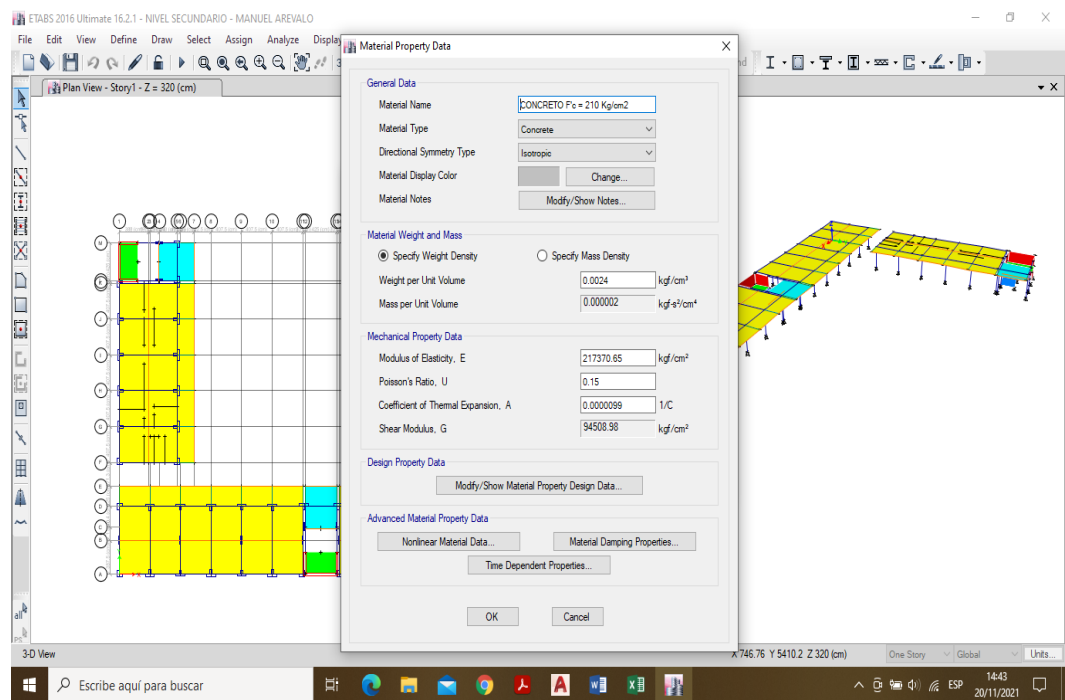 ETABS 2016 Ultimate 16.2.1 - NIVEL SECUNDARIO - MANUEL AREVALO
File Edit View Define Draw Select Assign Analyze Display
Plan View - Story1 - Z = 320 (cm)
Material Property Data
General Data
Material Name CONCRETO F'c = 210 Kg/cm2
Material Type Concrete
Directional Symmetry Type Isotropic
Material Display Color Change...
Material Notes Modify/Show Notes...
Material Weight and Mass
Specify Weight Density Specify Mass Density
Weight per Unit Volume 0.0024 kgf/cm³
Mass per Unit Volume 0.000002 kgf-s²/cm⁴
Mechanical Property Data
Modulus of Elasticity, E 217370.65 kgf/cm²
Poisson's Ratio, U 0.15
Coefficient of Thermal Expansion, A 0.0000099 1/C
Shear Modulus, G 94508.98 kgf/cm²
Design Property Data
Modify/Show Material Property Design Data...
Advanced Material Property Data
Nonlinear Material Data... Material Damping Properties...
Time Dependent Properties...
OK Cancel
all
ps
3-D View
X 746.76 Y 5410.2 Z 320 (cm) One Story Global Units...
Escribe aquí para buscar
ESP
14:43
20/11/2021